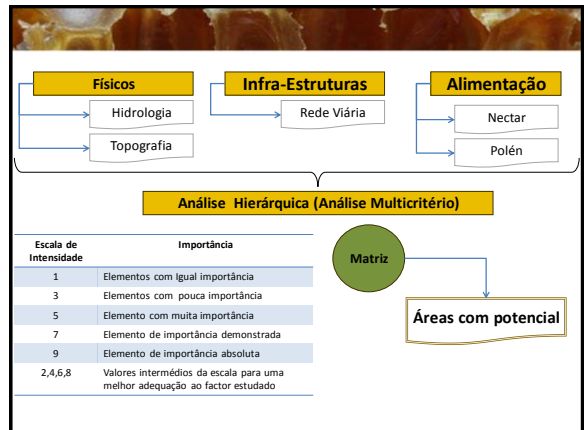 Físicos
Hidrologia
Topografia
Infra-Estruturas
Rede Viária
Alimentação
Nectar
Polén
Análise Hierárquica (Análise Multicritério)
Escala de
Intensidade
Importância
1 Elementos com Igual importância
3 Elementos com pouca importância
5 Elemento com muita importância
7 Elemento de importância demonstrada
9 Elemento de importância absoluta
2,4,6,8 Valores intermédios da escala para uma
melhor adequação ao factor estudado
Matriz
Áreas com potencial